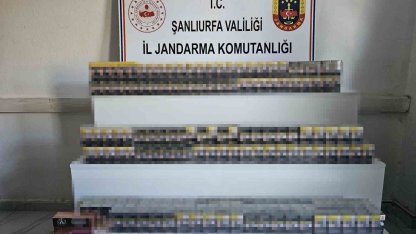 T.C.
ŞANLIURFA VALİLİĞİ
İL JANDARMA KOMUTANLIĞI